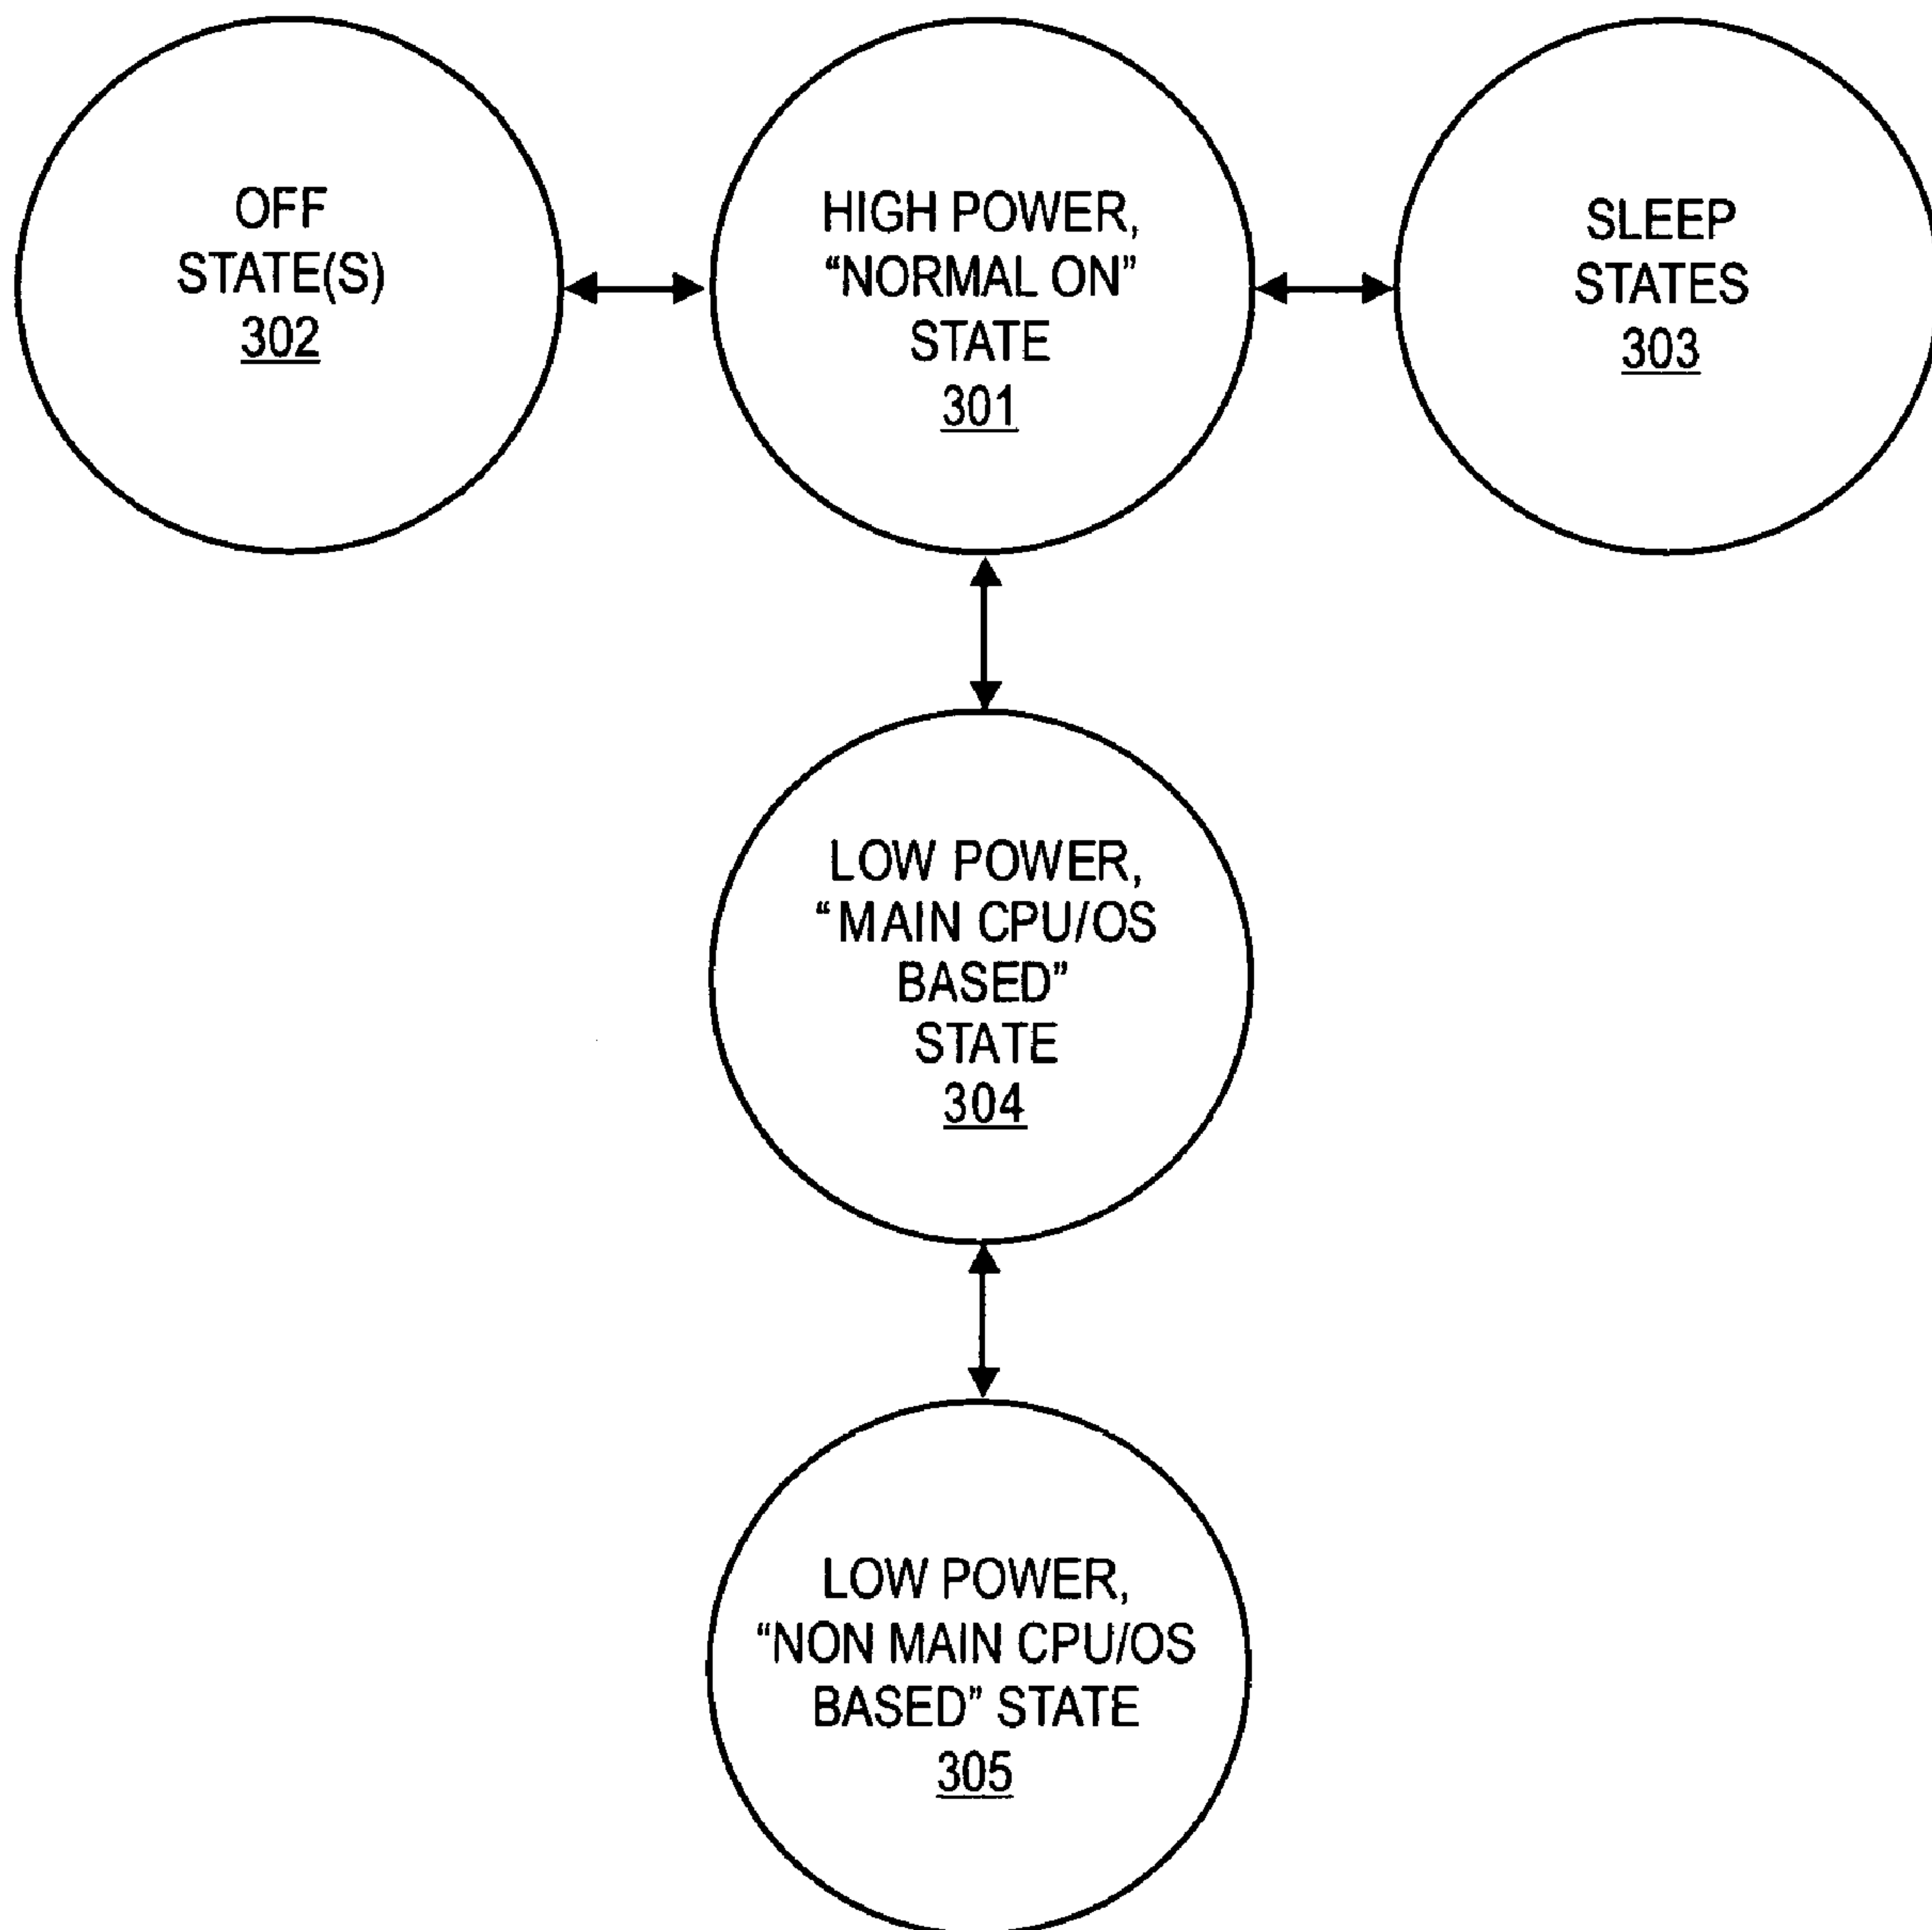 OFF
STATE(S)
302
HIGH POWER,
“NORMAL ON”
STATE
301
SLEEP
STATES
303
LOW POWER,
“MAIN CPU/OS
BASED”
STATE
304
LOW POWER,
“NON MAIN CPU/OS
BASED” STATE
305